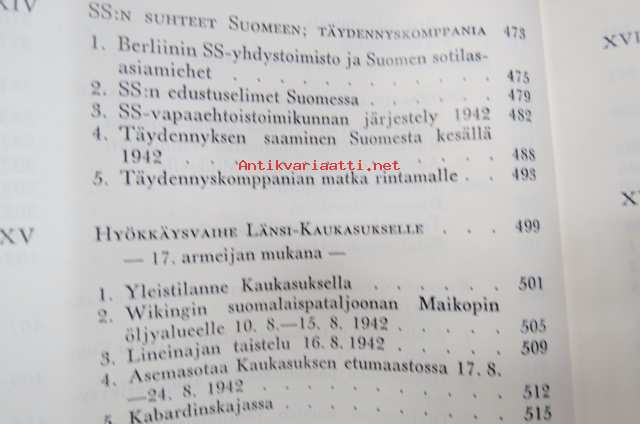 XIV
SS:N SUHTEET SUOMEEN; TÄYDENNYSKOMPPANIA 473
1. Berliinin SS-yhdystoimisto ja Suomen sotilas-
asiamiehet . . . . . . . . . . . 475
2. SS:n edustuselimet Suomessa . . . . . . 479
3. SS-vapaaehtoistoimikunnan järjestely 1942 482
4. Täydennyksen saaminen Suomesta kesällä
1942 . . . . . . . . . . . . 488
Antikvariaatti.net
5. Täydennyskomppanian matka rintamalle . . 493
XV
HYÖKKÄYSVAIHE LÄNSI-KAUKASUKSELLE . . . 499
— 17. armeijan mukana —
1. Yleistilanne Kaukasuksella . . . . . . 501
2. Wikingin suomalaispataljoonan Maikopin
öljyalueelle 10. 8.—15. 8. 1942 . . . . . 505
3. Lineinajan taistelu 16. 8. 1942 . . . . . 509
4. Asemasotaa Kaukasuksen etumaastossa 17. 8.
—24. 8. 1942 . . . . . . . . . . 512
5. Kabardinskajassa . . . . . . . . . 515
XVI